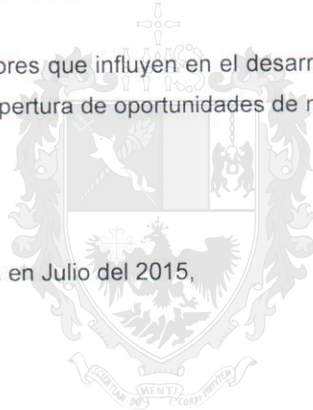 ores que influyen en el desarr
pertura de oportunidades de r
en Julio del 2015,